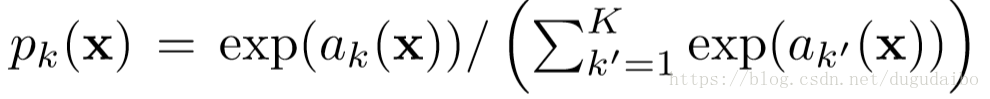 p_k(𝐱) = exp(a_k(𝐱))/(∑_{k'=1}^{K} exp(a_{k'}(𝐱)))
https://blog.csdn.net/dugudaibo